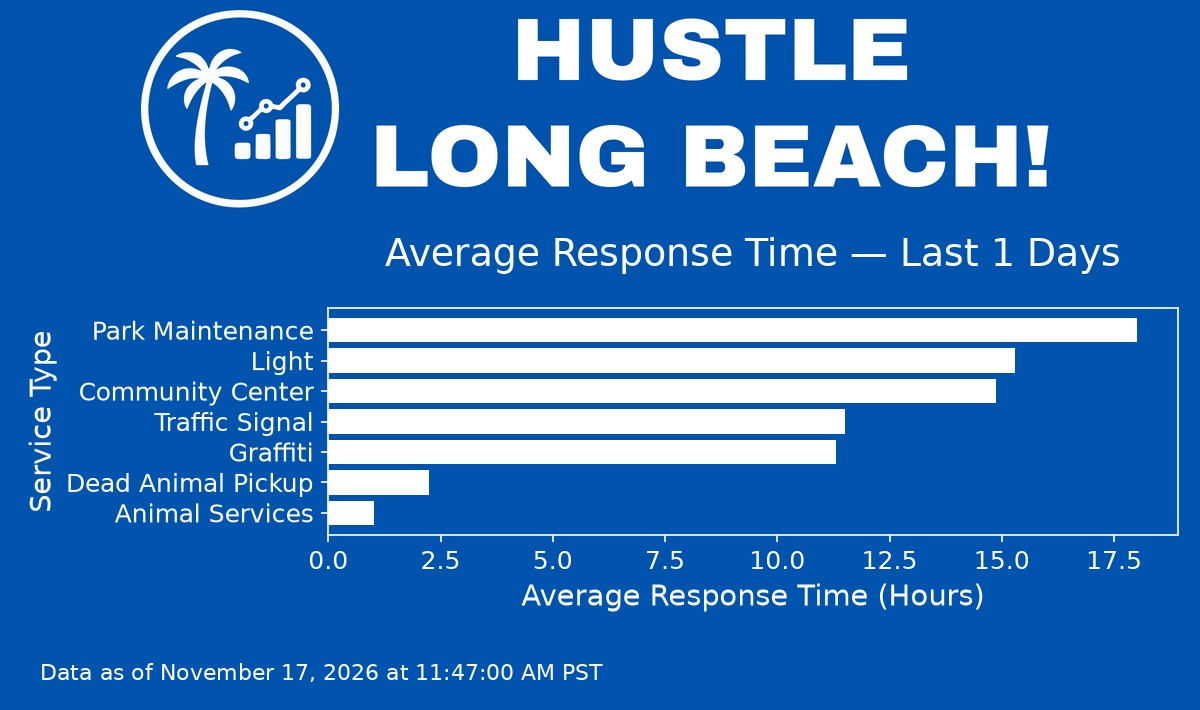 HUSTLE
LONG BEACH!
Average Response Time — Last 1 Days
Service Type
Park Maintenance
Light
Community Center
Traffic Signal
Graffiti
Dead Animal Pickup
Animal Services
0.0 2.5 5.0 7.5 10.0 12.5 15.0 17.5
Average Response Time (Hours)
Data as of November 17, 2026 at 11:47:00 AM PST